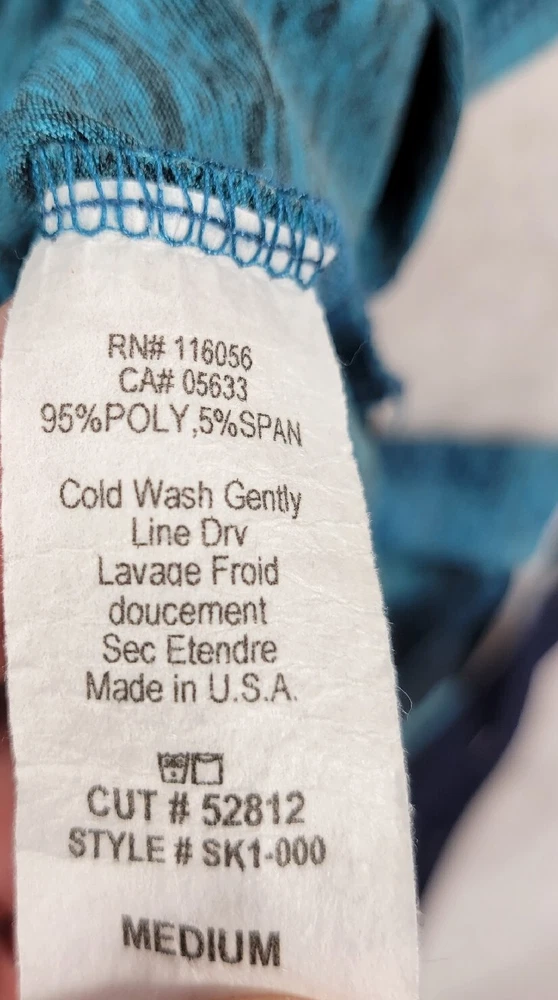 RN# 116056
CA# 05633
95%POLY,5%SPAN
Cold Wash Gently
Line Dry
Lavage Froid
doucement
Sec Etendre
Made in U.S.A.
CUT # 52812
STYLE # SK1-000
MEDIUM